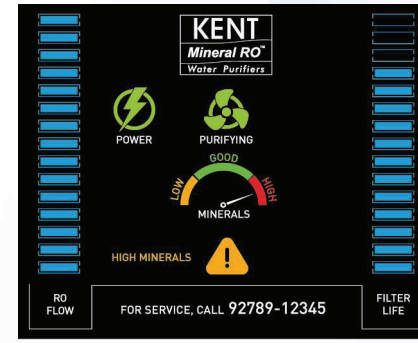 KENT
Mineral RO™
Water Purifiers
POWER
PURIFYING
LOW
GOOD
HIGH
MINERALS
HIGH MINERALS
RO
FLOW
FOR SERVICE, CALL 92789-12345
FILTER
LIFE